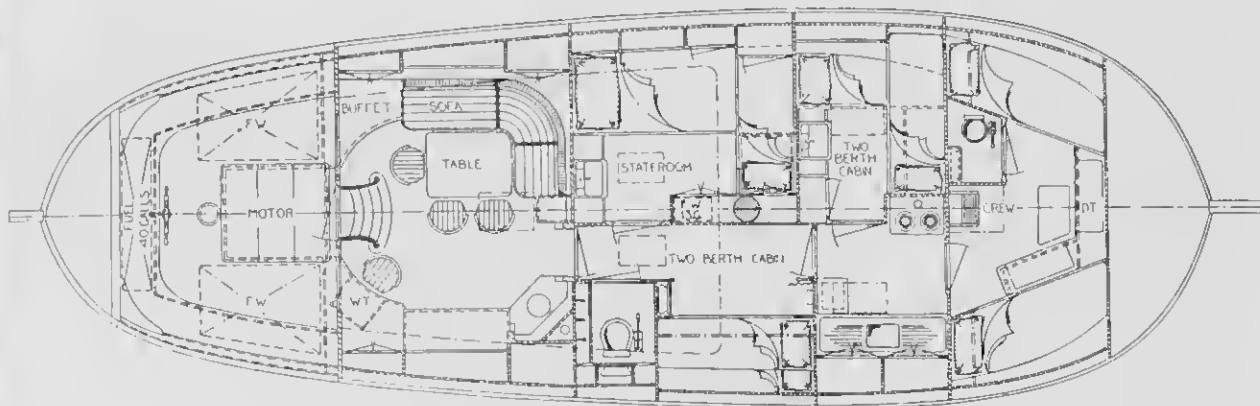 BUFFET
SOFA
FW
TABLE
STATEROOM
TWO
BERTH
CABIN
FUEL
40 GALLS
MOTOR
CREW
DT
TWO BERTH CABIN
FW
WT